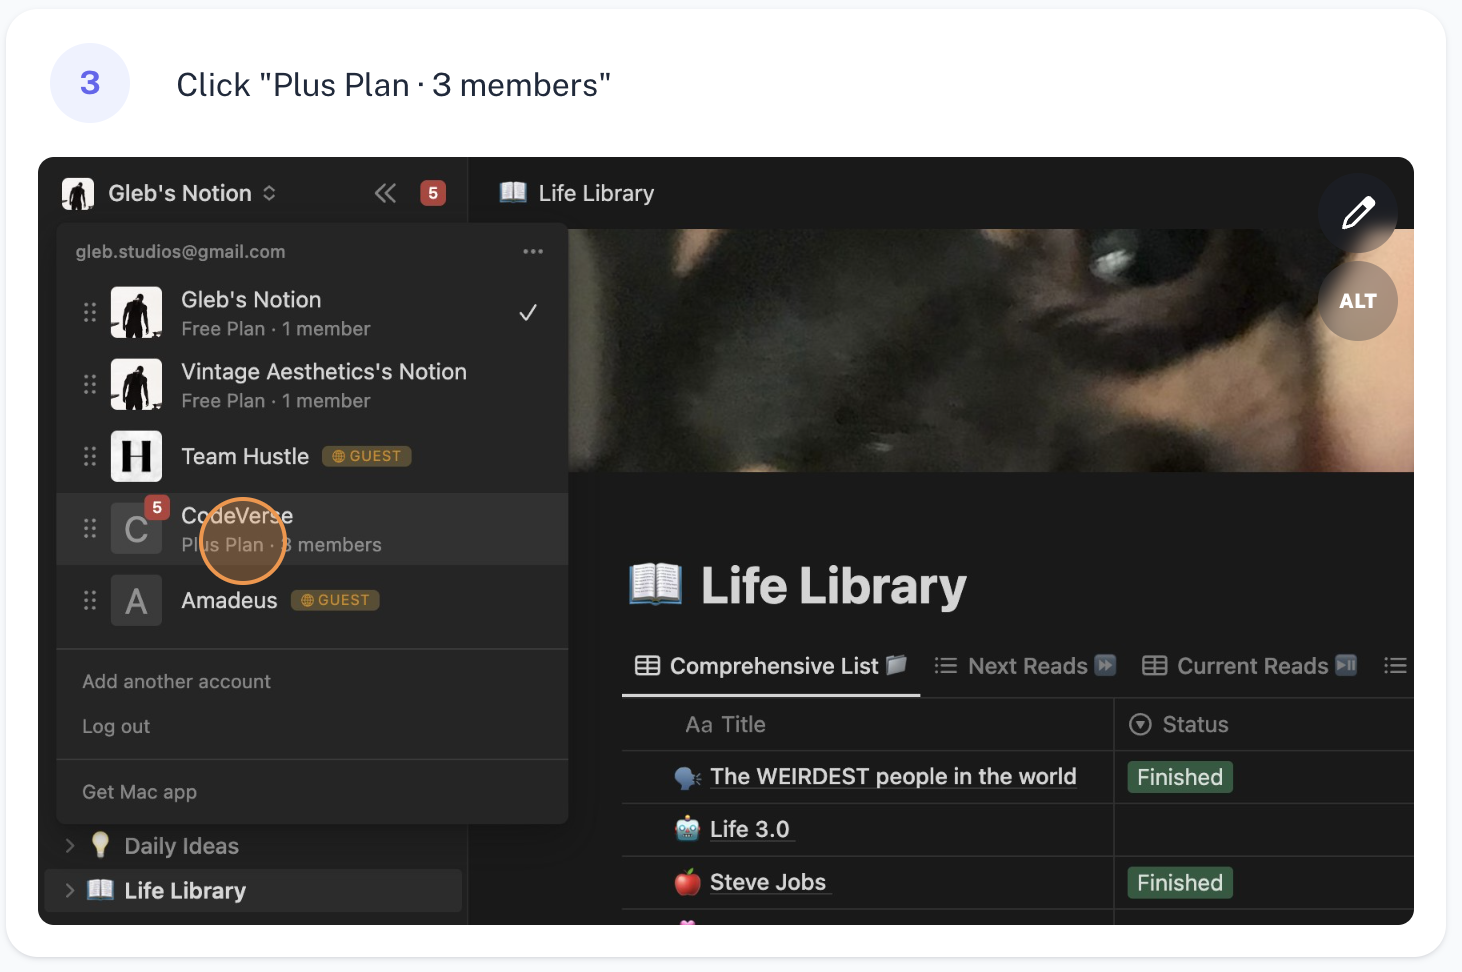 3
Click "Plus Plan · 3 members"
Gleb's Notion
5
Life Library
gleb.studios@gmail.com
Gleb's Notion
Free Plan · 1 member
Vintage Aesthetics's Notion
Free Plan · 1 member
H
Team Hustle
GUEST
C
5
CodeVerse
Plus Plan · 3 members
A
Amadeus
GUEST
Add another account
Log out
Get Mac app
Daily Ideas
Life Library
ALT
Life Library
Comprehensive List
Next Reads
Current Reads
Aa Title
Status
The WEIRDEST people in the world
Finished
Life 3.0
Steve Jobs
Finished